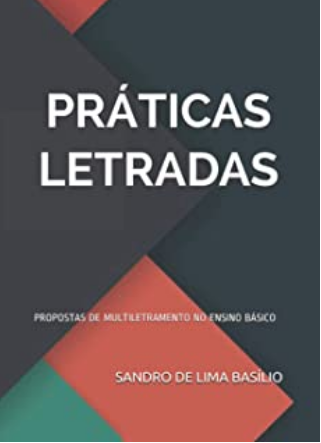 PRÁTICAS
LETRADAS
PROPOSTAS DE MULTILETRAMENTO NO ENSINO BÁSICO
SANDRO DE LIMA BASÍLIO